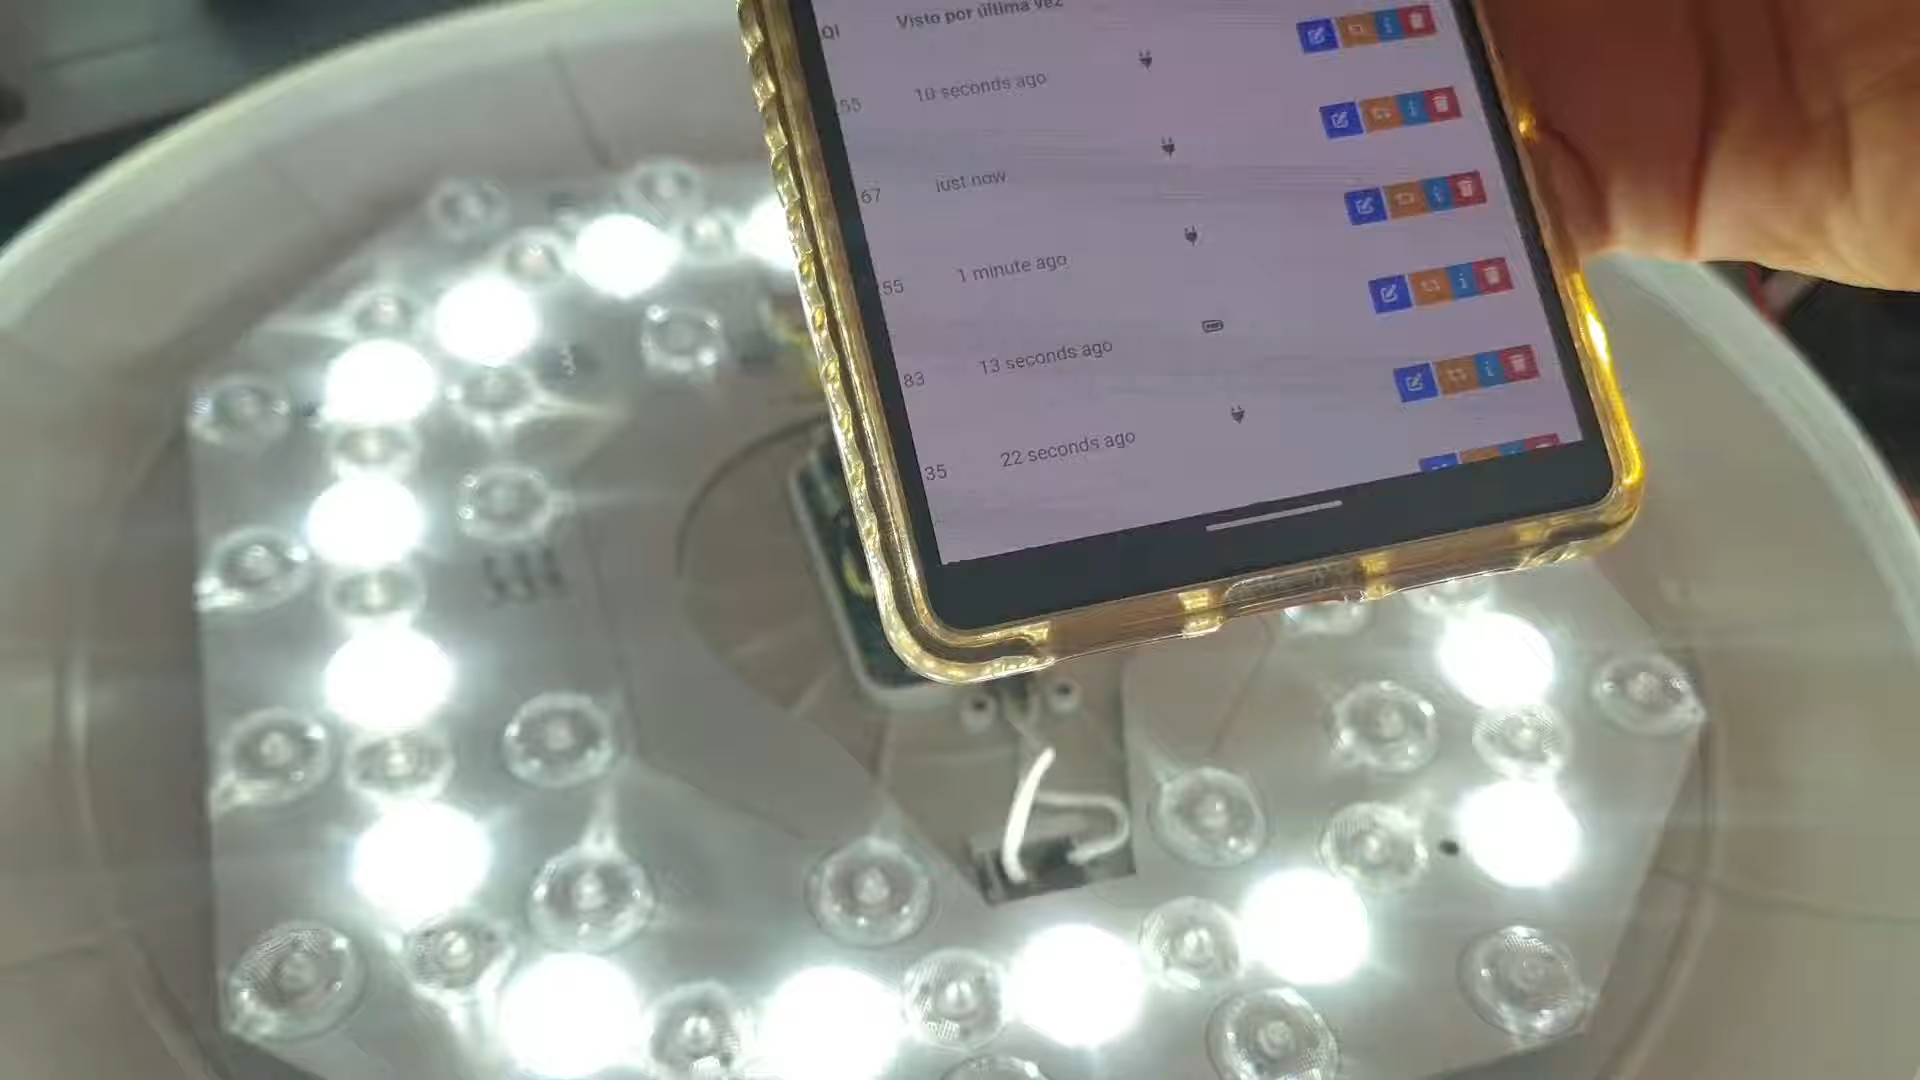 QI Visto por última vez
55 10 seconds ago
67 just now
55 1 minute ago
83 13 seconds ago
35 22 seconds ago